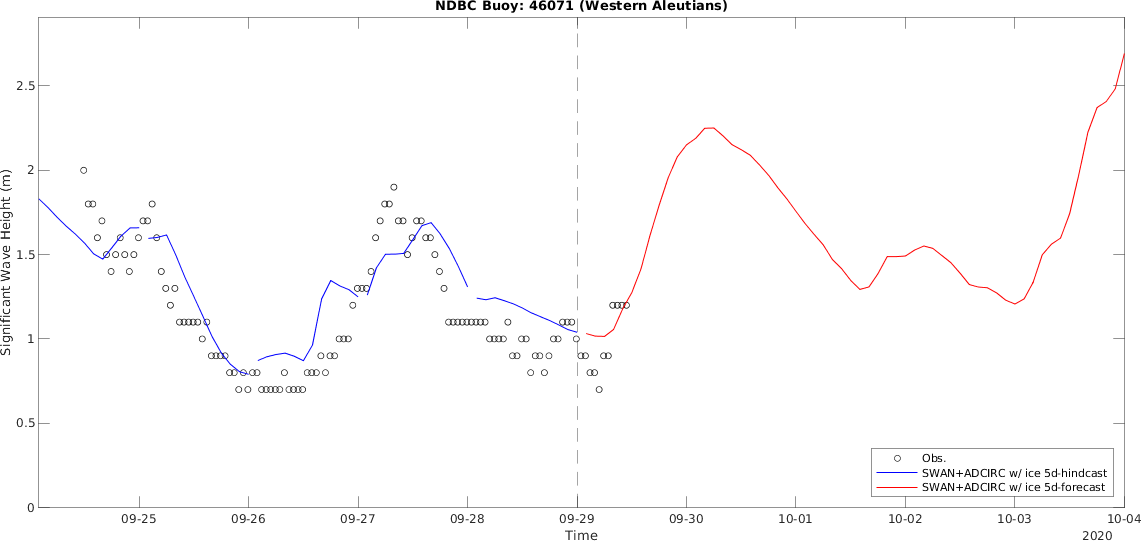 NDBC Buoy: 46071 (Western Aleutians)
Significant Wave Height (m)
2.5
2
1.5
1
0.5
0
Obs.
SWAN+ADCIRC w/ ice 5d-hindcast
SWAN+ADCIRC w/ ice 5d-forecast
09-25 09-26 09-27 09-28 09-29 09-30 10-01 10-02 10-03 10-04
Time
2020